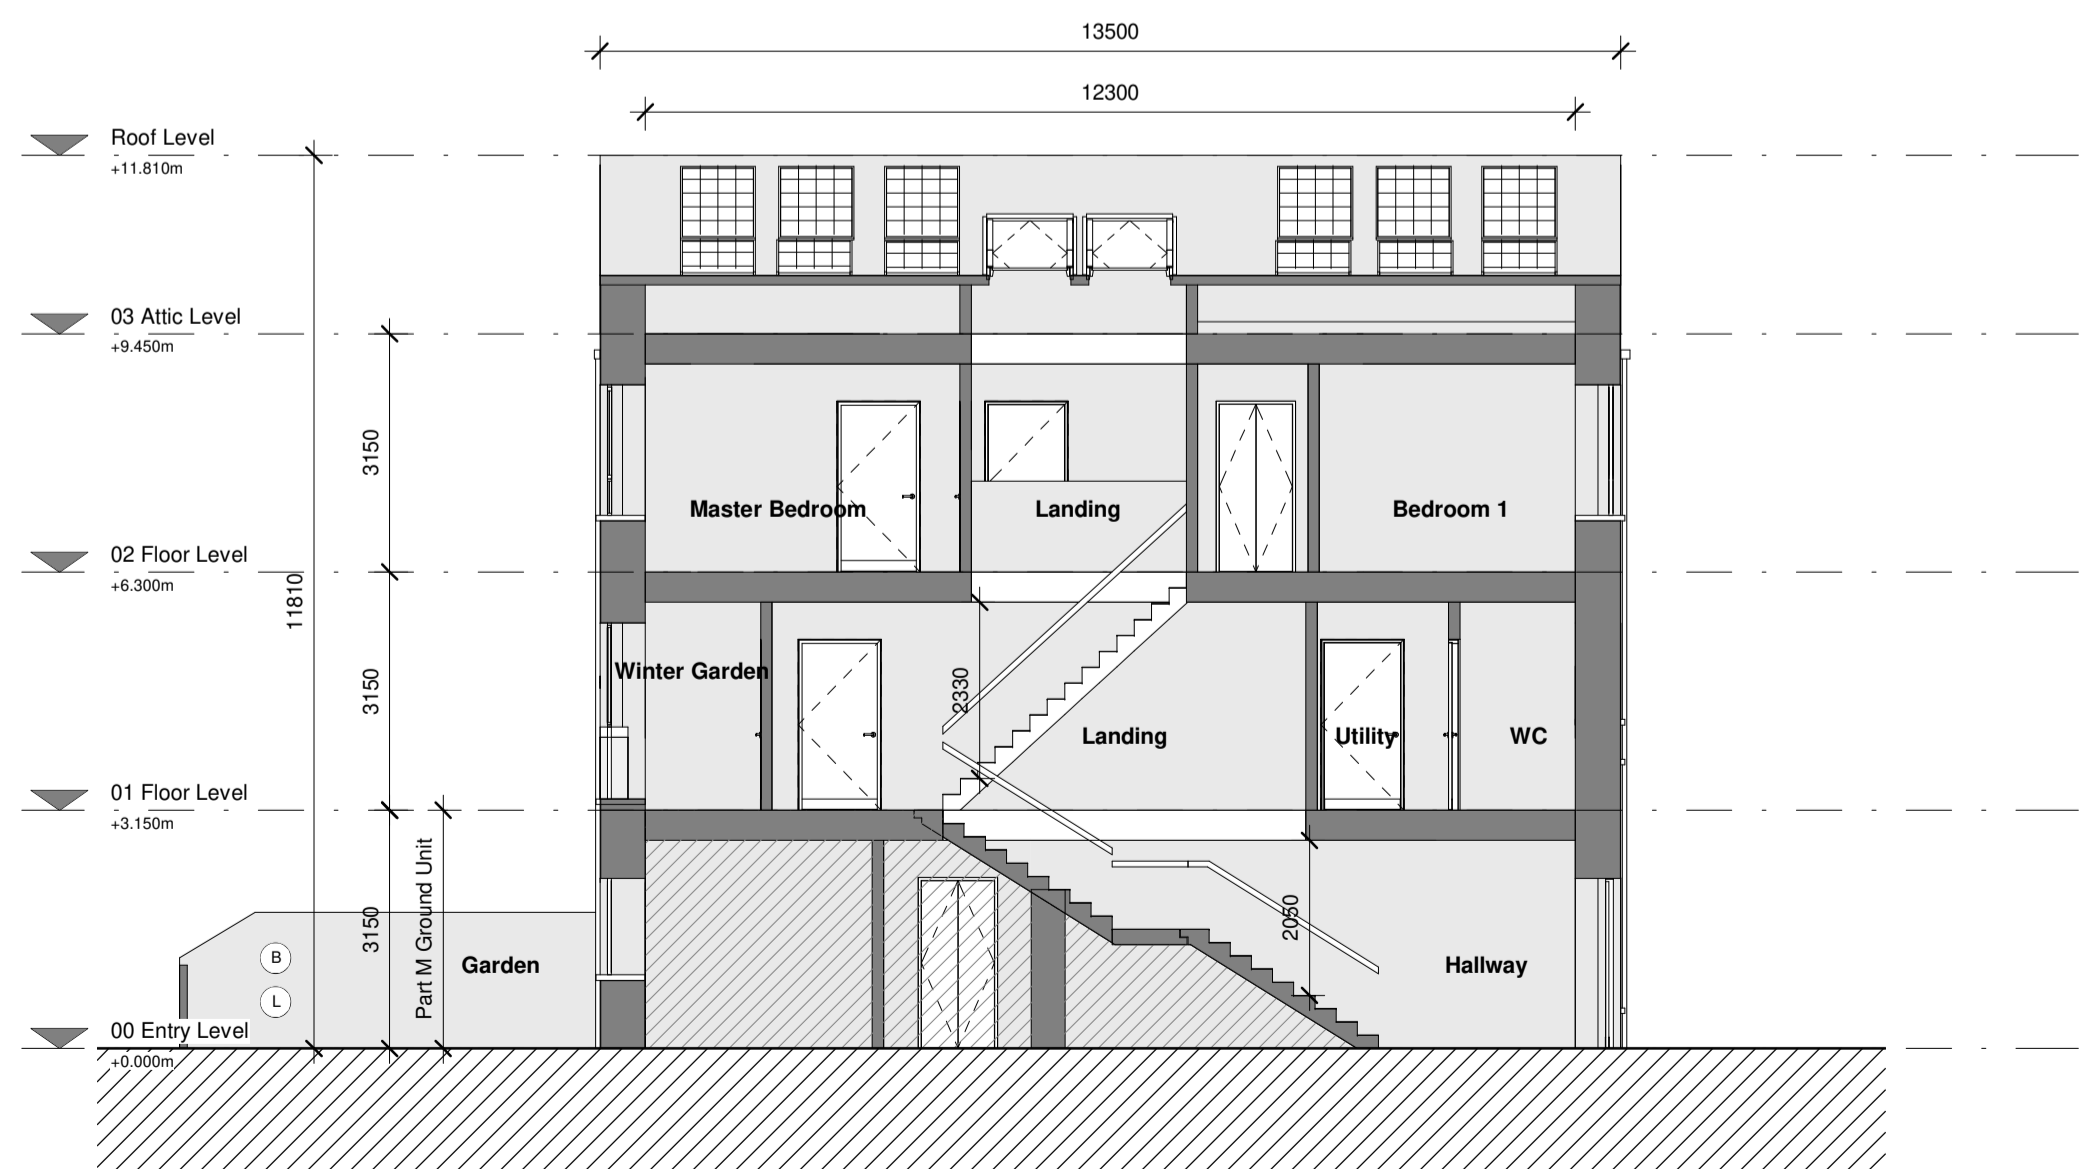 13500
12300
Roof Level
+11.810m
03 Attic Level
+9.450m
3150
Master Bedroom
Landing
Bedroom 1
02 Floor Level
+6.300m
11810
3150
Winter Garden
2330
Landing
Utility
WC
01 Floor Level
+3.150m
3150
Part M Ground Unit
2050
B
L
Garden
Hallway
00 Entry Level
+0.000m